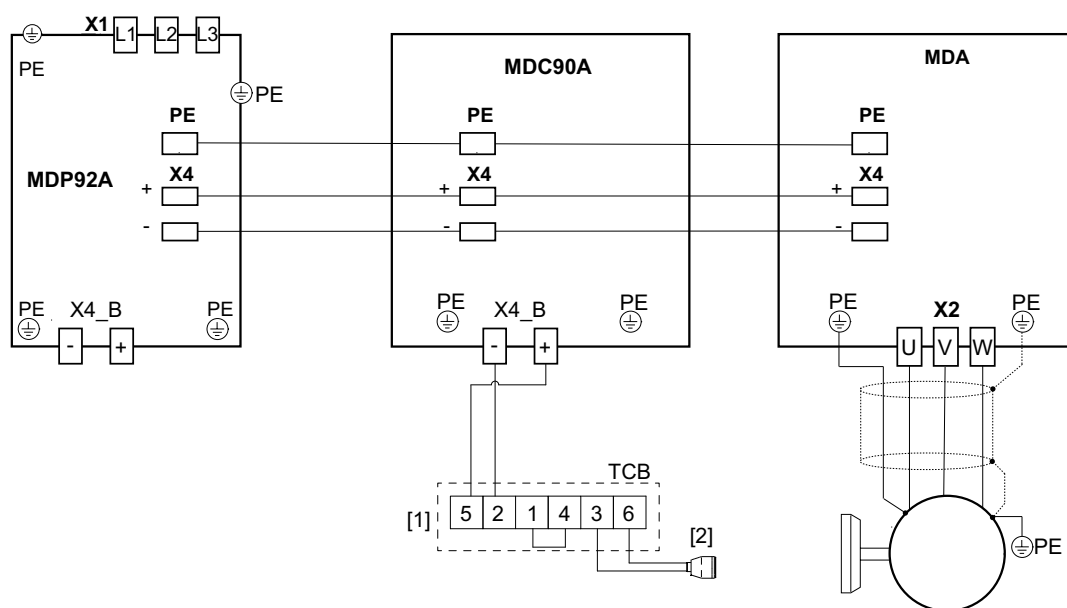 X1 L1 L2 L3
PE
PE
MDP92A
PE
X4
+
-
PE PE
X4_B
- +
MDC90A
PE
X4
+
-
PE PE
X4_B
- +
TCB
[1]
5 2 1 4 3 6
[2]
MDA
PE
X4
+
-
PE PE
X2
U V W
PE